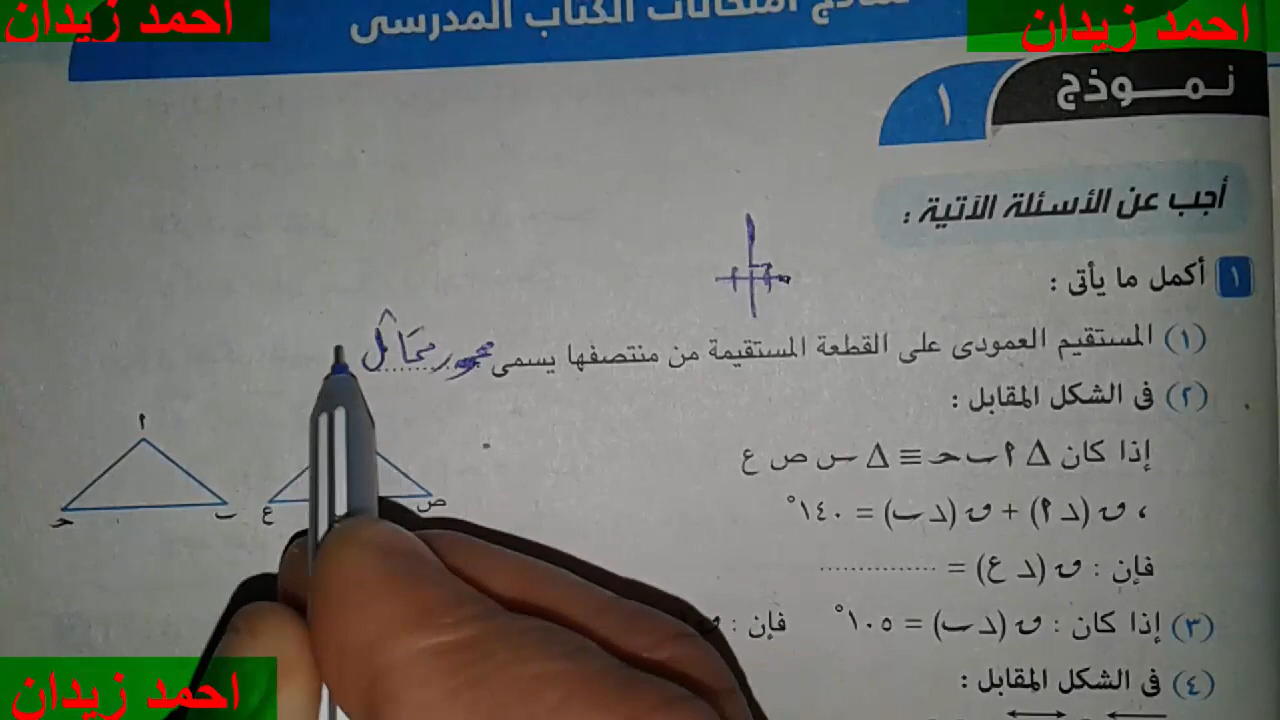 احمد زيدان
احمد زيدان
نماذج امتحانات الكتاب المدرسى
نموذج ١
أجب عن الأسئلة الآتية :
١ أكمل ما يأتى :
(١) المستقيم العمودى على القطعة المستقيمة من منتصفها يسمى محور تماثل
(٢) فى الشكل المقابل :
إذا كان △ ا ب ح ≡ △ س ص ع
، ق (د ا) + ق (د ب) = ١٤٠°
فإن : ق (د ع) = ...............
ا
ح ب ع ص
(٣) إذا كان : ق (د ب) = ١٠٥° فإن :
(٤) فى الشكل المقابل :
احمد زيدان